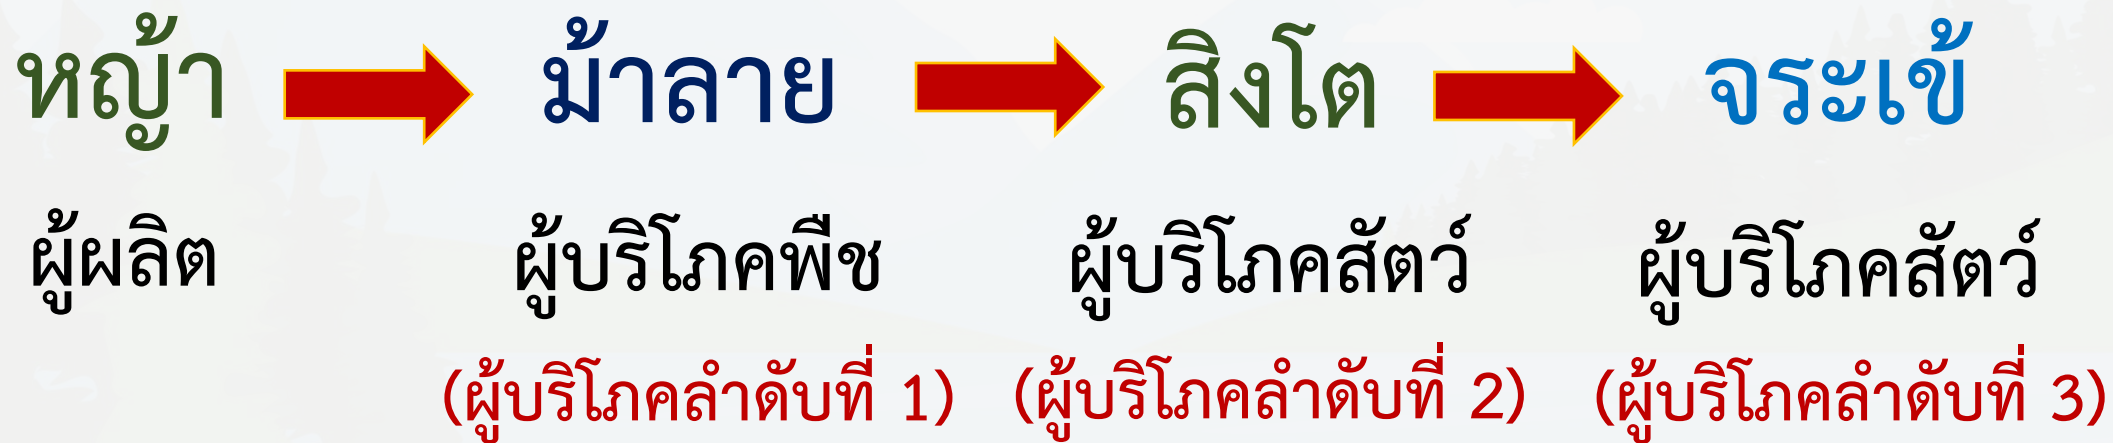 หญ้า ม้าลาย สิงโต จระเข้
ผู้ผลิต ผู้บริโภคพืช ผู้บริโภคสัตว์ ผู้บริโภคสัตว์
(ผู้บริโภคลำดับที่ 1) (ผู้บริโภคลำดับที่ 2) (ผู้บริโภคลำดับที่ 3)